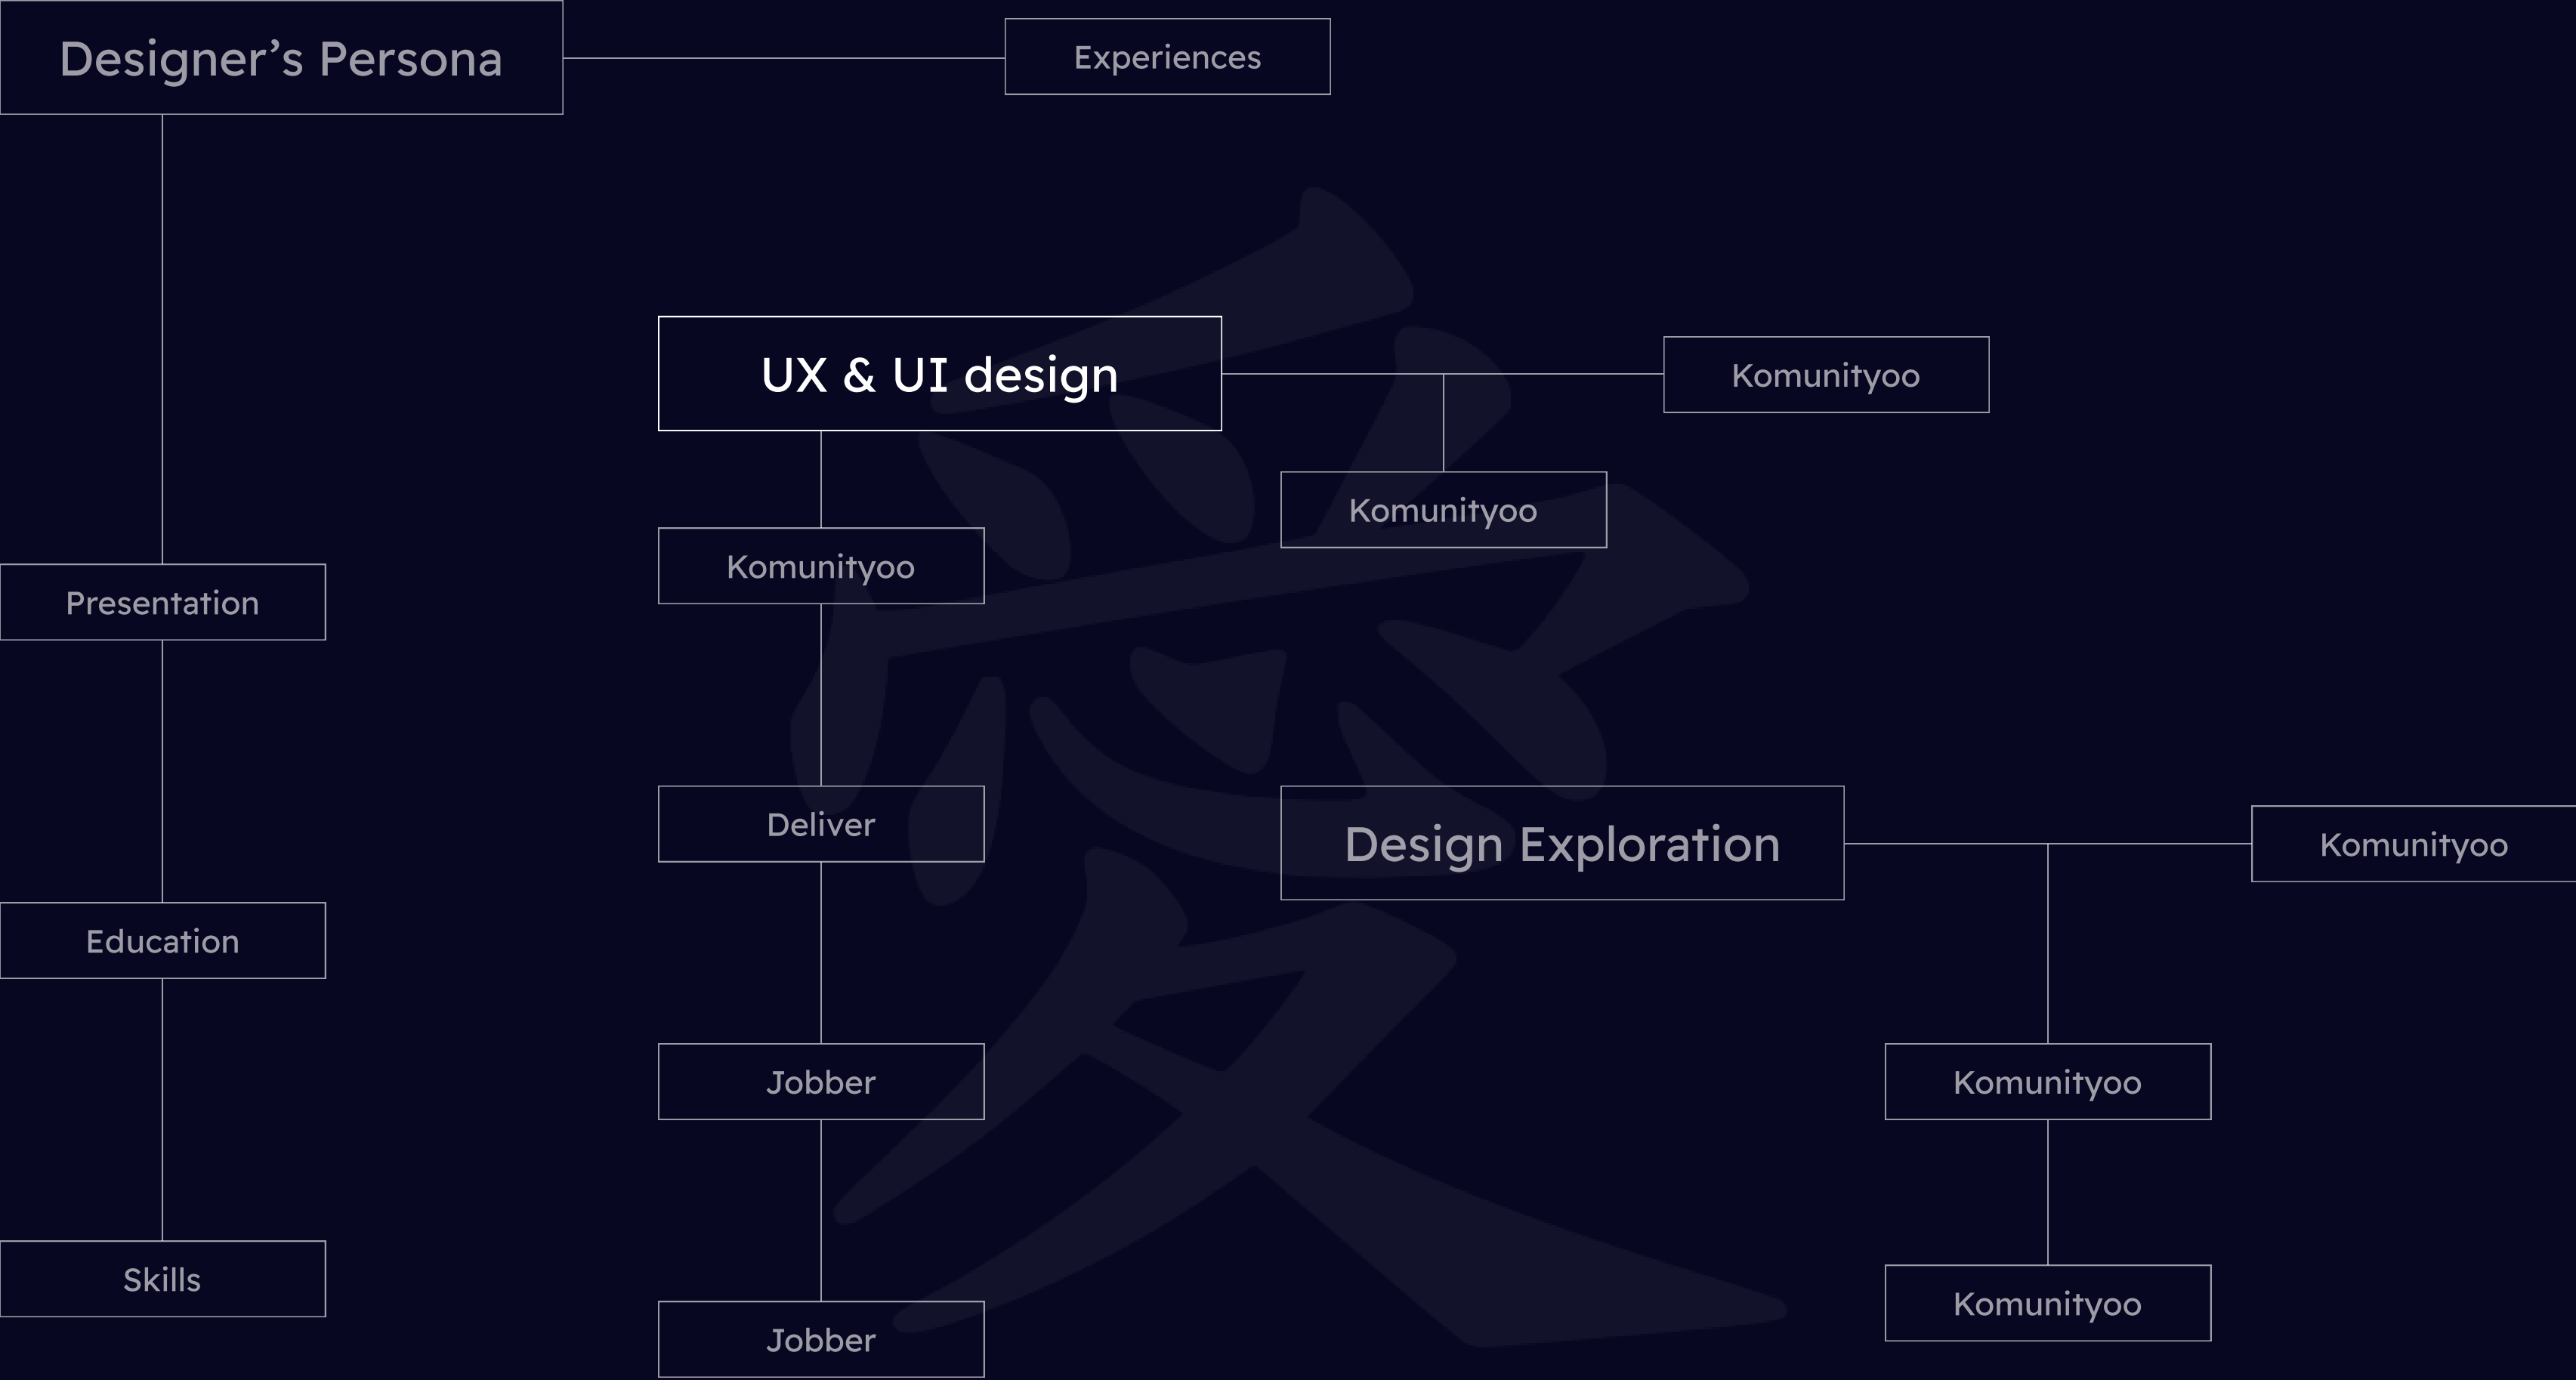 Designer’s Persona
Experiences
愛
UX & UI design
Komunityoo
Komunityoo
Komunityoo
Presentation
Deliver
Design Exploration
Komunityoo
Education
Jobber
Komunityoo
Skills
Komunityoo
Jobber